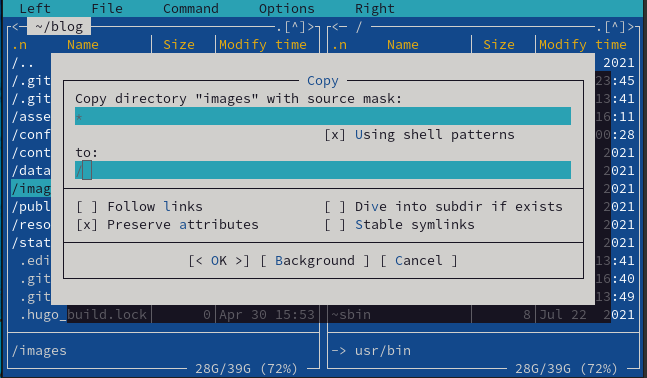 Left File Command Options Right
<─ ~/blog .[^]>
<─ / .[^]>
.n Name Size Modify time
.n Name Size Modify time
/..
2021
/.git
23:45
/.git
13:41
/asse
16:11
/conf
00:28
/cont
2021
/data
2021
/imag
2021
/publ
2021
/reso
2021
/stat
2021
.edi
13:41
.git
16:40
.git
13:49
.hugo_build.lock 0 Apr 30 15:53
~sbin 8 Jul 22 2021
Copy
Copy directory "images" with source mask:
*
[x] Using shell patterns
to:
/
[ ] Follow links
[ ] Dive into subdir if exists
[x] Preserve attributes
[ ] Stable symlinks
[< OK >] [ Background ] [ Cancel ]
/images
-> usr/bin
28G/39G (72%)
28G/39G (72%)